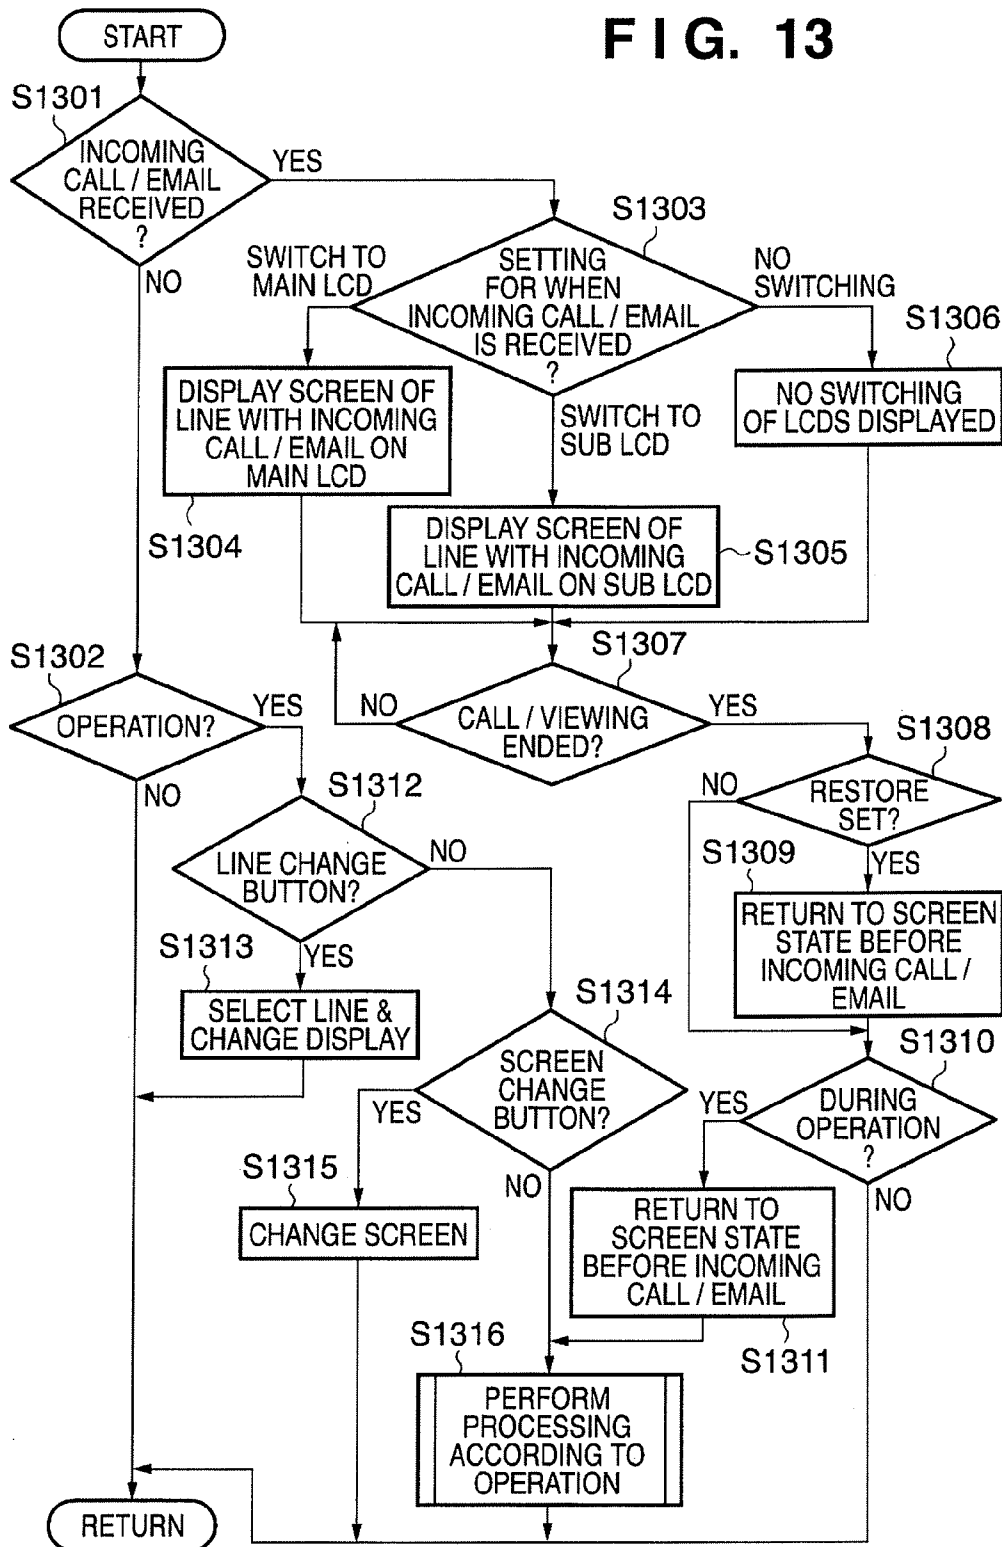 FIG. 13
START
S1301
INCOMING
CALL / EMAIL
RECEIVED
?
YES
NO
S1303
SETTING
FOR WHEN
INCOMING CALL / EMAIL
IS RECEIVED
?
SWITCH TO
MAIN LCD
NO
SWITCHING
S1306
DISPLAY SCREEN OF
LINE WITH INCOMING
CALL / EMAIL ON
MAIN LCD
S1304
SWITCH TO
SUB LCD
NO SWITCHING
OF LCDS DISPLAYED
DISPLAY SCREEN OF
LINE WITH INCOMING
CALL / EMAIL ON SUB LCD
S1305
S1302
OPERATION?
YES
NO
S1307
CALL / VIEWING
ENDED?
NO
YES
S1308
RESTORE
SET?
NO
YES
S1309
RETURN TO SCREEN
STATE BEFORE
INCOMING CALL /
EMAIL
S1312
LINE CHANGE
BUTTON?
NO
YES
S1313
SELECT LINE &
CHANGE DISPLAY
S1314
SCREEN
CHANGE
BUTTON?
YES
NO
S1310
DURING
OPERATION
?
YES
NO
S1315
CHANGE SCREEN
RETURN TO
SCREEN STATE
BEFORE INCOMING
CALL / EMAIL
S1311
S1316
PERFORM
PROCESSING
ACCORDING TO
OPERATION
RETURN